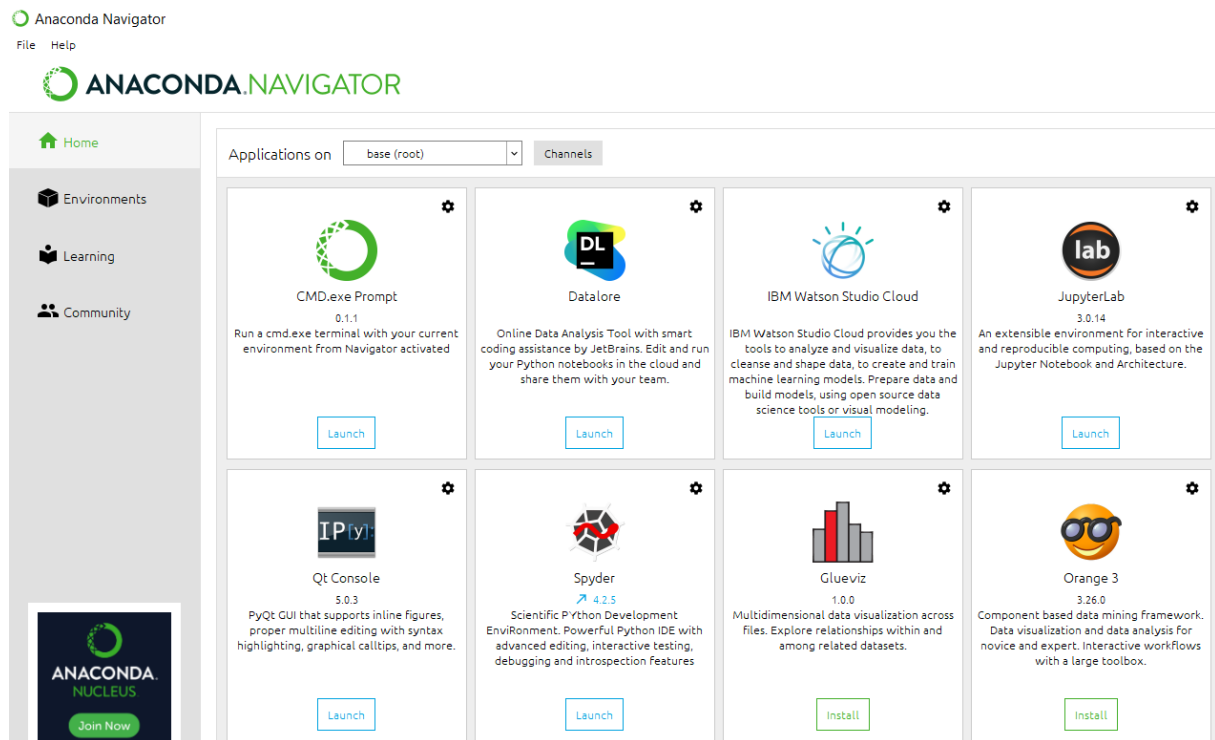 Anaconda Navigator
File Help
ANACONDA.NAVIGATOR
Home
Environments
Learning
Community
ANACONDA.
NUCLEUS
Join Now
Applications on base (root) Channels
CMD.exe Prompt
0.1.1
Run a cmd.exe terminal with your current
environment from Navigator activated
Launch
DL
Datalore
Online Data Analysis Tool with smart
coding assistance by JetBrains. Edit and run
your Python notebooks in the cloud and
share them with your team.
Launch
IBM Watson Studio Cloud
IBM Watson Studio Cloud provides you the
tools to analyze and visualize data, to
cleanse and shape data, to create and train
machine learning models. Prepare data and
build models, using open source data
science tools or visual modeling.
Launch
lab
JupyterLab
3.0.14
An extensible environment for interactive
and reproducible computing, based on the
Jupyter Notebook and Architecture.
Launch
IP[y]:
Qt Console
5.0.3
PyQt GUI that supports inline figures,
proper multiline editing with syntax
highlighting, graphical calltips, and more.
Launch
Spyder
4.2.5
Scientific PYthon Development
EnviRonment. Powerful Python IDE with
advanced editing, interactive testing,
debugging and introspection features
Launch
Glueviz
1.0.0
Multidimensional data visualization across
files. Explore relationships within and
among related datasets.
Install
Orange 3
3.26.0
Component based data mining framework.
Data visualization and data analysis for
novice and expert. Interactive workflows
with a large toolbox.
Install